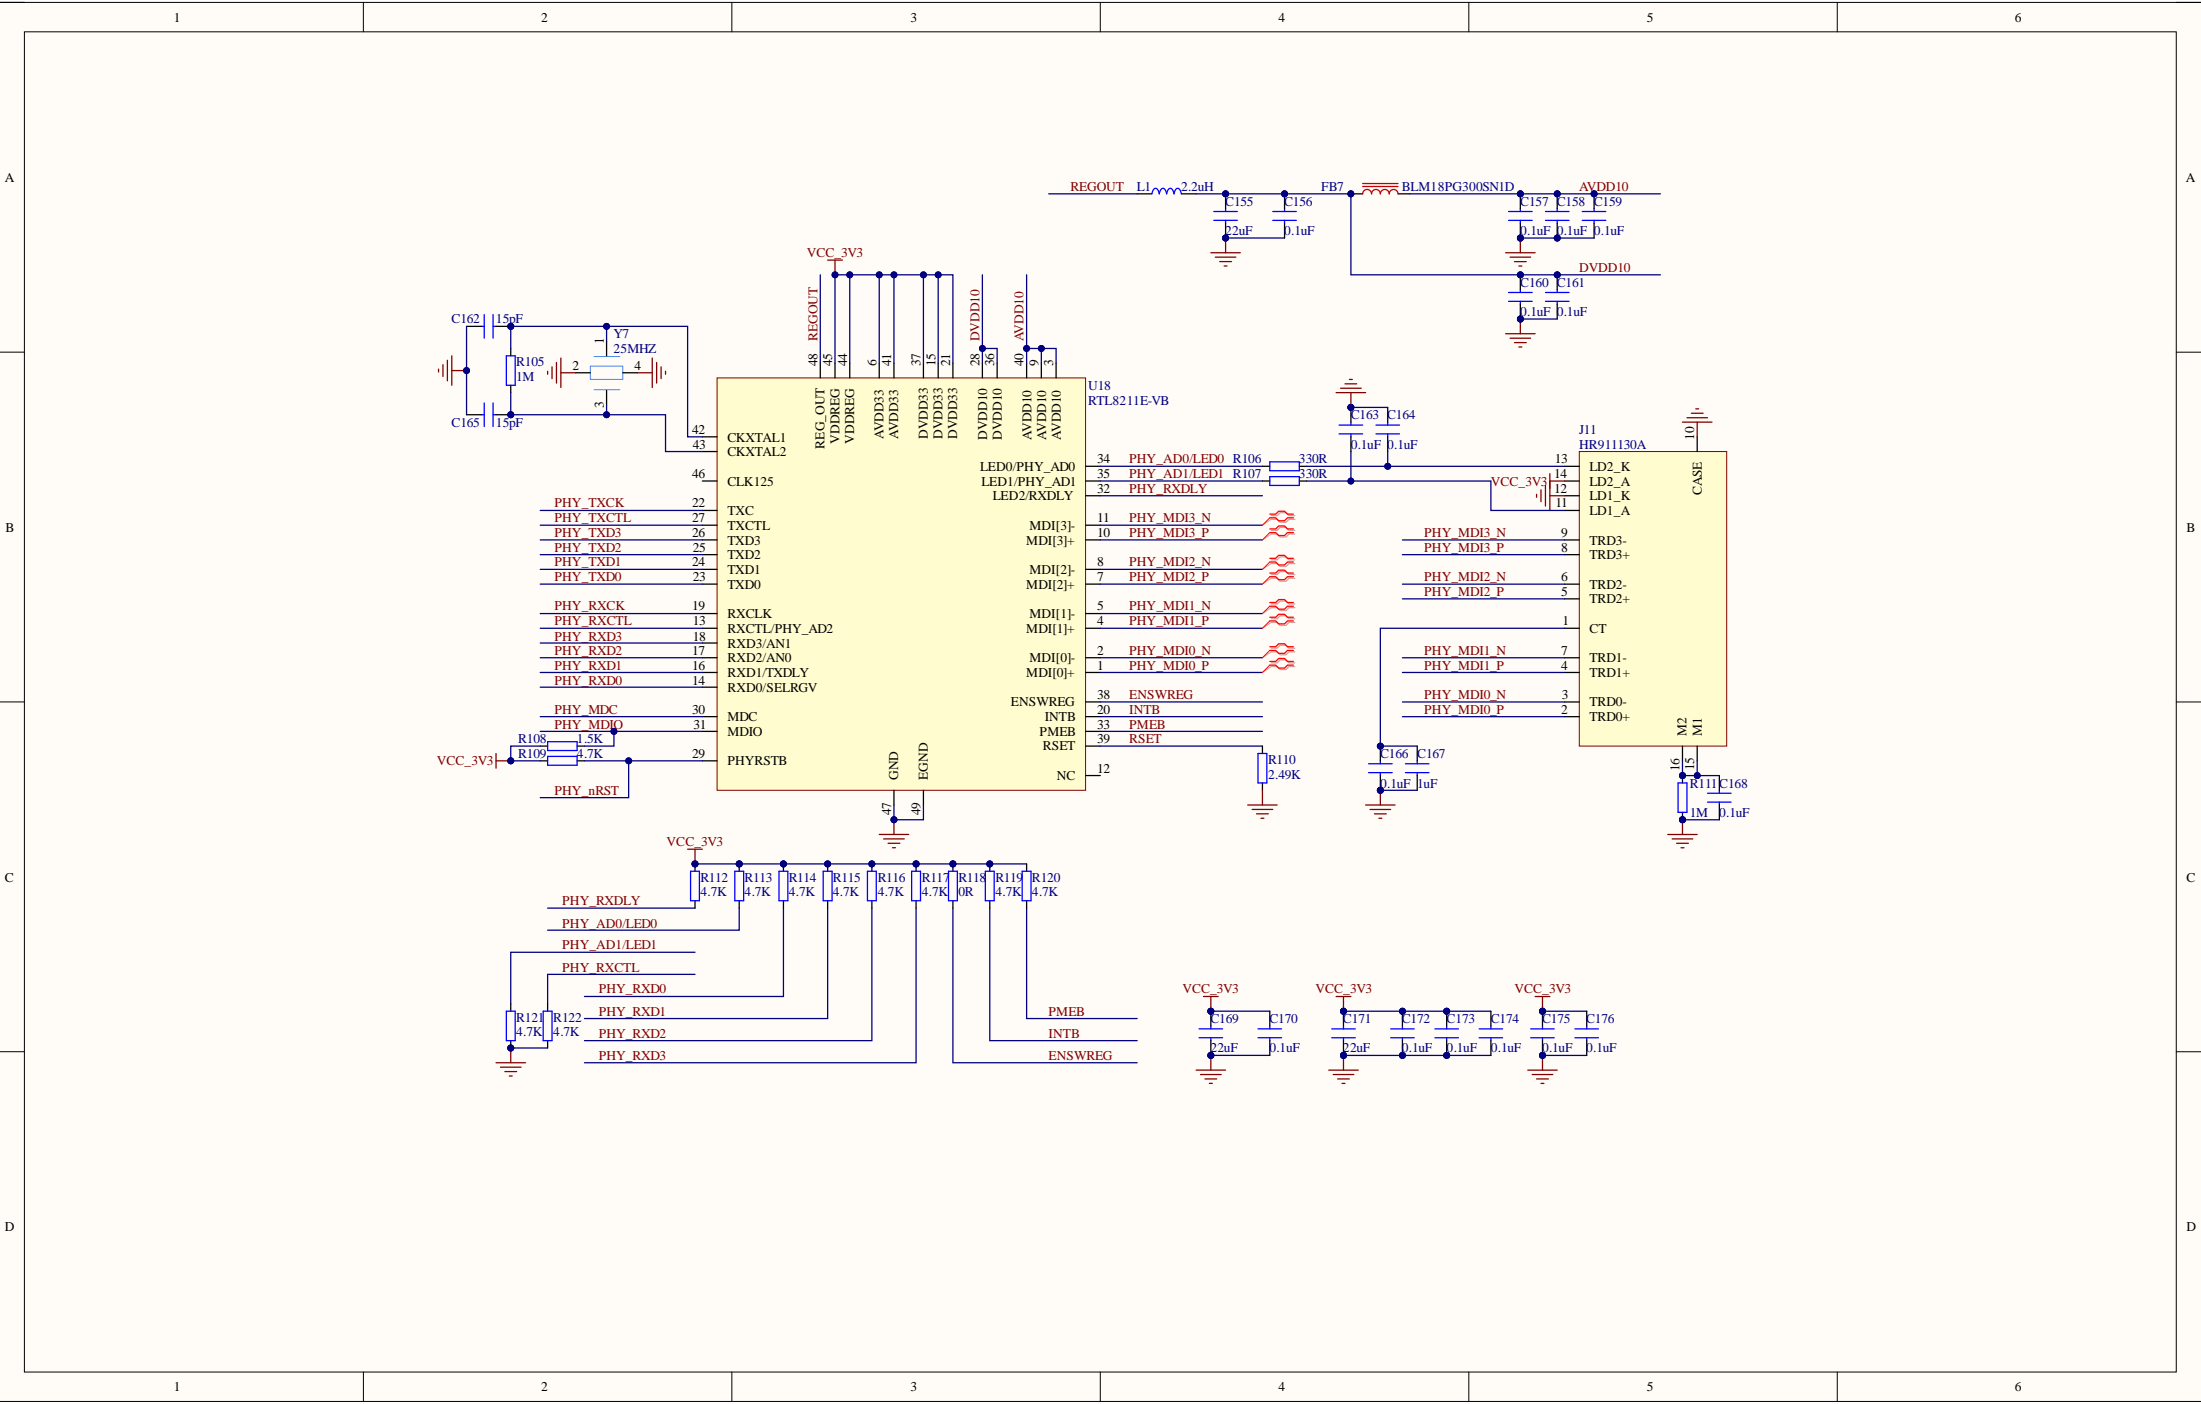 1 2 3 4 5 6
A A
REGOUT L1 2.2uH FB7 BLM18PG300SN1D AVDD10
C155 C156 C157 C158 C159
22uF 0.1uF 0.1uF 0.1uF 0.1uF
DVDD10
C160 C161
0.1uF 0.1uF
VCC_3V3
REGOUT DVDD10 AVDD10
48 45 44 6 41 37 15 21 28 36 40 9 3
C162 15pF
Y7
25MHZ
1
R105
1M
2 4
3
C165 15pF
U18
RTL8211E-VB
REG_OUT VDDREG VDDREG AVDD33 AVDD33 DVDD33 DVDD33 DVDD33 DVDD10 DVDD10 AVDD10 AVDD10 AVDD10
42 CKXTAL1
43 CKXTAL2
46 CLK125
PHY_TXCK 22 TXC
PHY_TXCTL 27 TXCTL
PHY_TXD3 26 TXD3
PHY_TXD2 25 TXD2
PHY_TXD1 24 TXD1
PHY_TXD0 23 TXD0
PHY_RXCK 19 RXCLK
PHY_RXCTL 13 RXCTL/PHY_AD2
PHY_RXD3 18 RXD3/AN1
PHY_RXD2 17 RXD2/AN0
PHY_RXD1 16 RXD1/TXDLY
PHY_RXD0 14 RXD0/SELRGV
PHY_MDC 30 MDC
PHY_MDIO 31 MDIO
R108 1.5K
R109 4.7K
VCC_3V3
29 PHYRSTB
PHY_nRST
LED0/PHY_AD0 34 PHY_AD0/LED0 R106 330R
LED1/PHY_AD1 35 PHY_AD1/LED1 R107 330R
LED2/RXDLY 32 PHY_RXDLY
MDI[3]- 11 PHY_MDI3_N
MDI[3]+ 10 PHY_MDI3_P
MDI[2]- 8 PHY_MDI2_N
MDI[2]+ 7 PHY_MDI2_P
MDI[1]- 5 PHY_MDI1_N
MDI[1]+ 4 PHY_MDI1_P
MDI[0]- 2 PHY_MDI0_N
MDI[0]+ 1 PHY_MDI0_P
ENSWREG 38 ENSWREG
INTB 20 INTB
PMEB 33 PMEB
RSET 39 RSET
NC 12
GND EGND
47 49
R110
2.49K
C163 C164
0.1uF 0.1uF
J11
HR911130A
10
CASE
13 LD2_K
VCC_3V3 14 LD2_A
12 LD1_K
11 LD1_A
PHY_MDI3_N 9 TRD3-
PHY_MDI3_P 8 TRD3+
PHY_MDI2_N 6 TRD2-
PHY_MDI2_P 5 TRD2+
1 CT
PHY_MDI1_N 7 TRD1-
PHY_MDI1_P 4 TRD1+
PHY_MDI0_N 3 TRD0-
PHY_MDI0_P 2 TRD0+
M2 M1
16 15
C166 C167
0.1uF 1uF
R111 C168
1M 0.1uF
B B
VCC_3V3
R112 R113 R114 R115 R116 R117 R118 R119 R120
4.7K 4.7K 4.7K 4.7K 4.7K 4.7K 0R 4.7K 4.7K
C C
PHY_RXDLY
PHY_AD0/LED0
PHY_AD1/LED1
PHY_RXCTL
PHY_RXD0
PHY_RXD1
PHY_RXD2
PHY_RXD3
R121 R122
4.7K 4.7K
PMEB
INTB
ENSWREG
VCC_3V3 VCC_3V3 VCC_3V3
C169 C170 C171 C172 C173 C174 C175 C176
22uF 0.1uF 22uF 0.1uF 0.1uF 0.1uF 0.1uF 0.1uF
D D
1 2 3 4 5 6